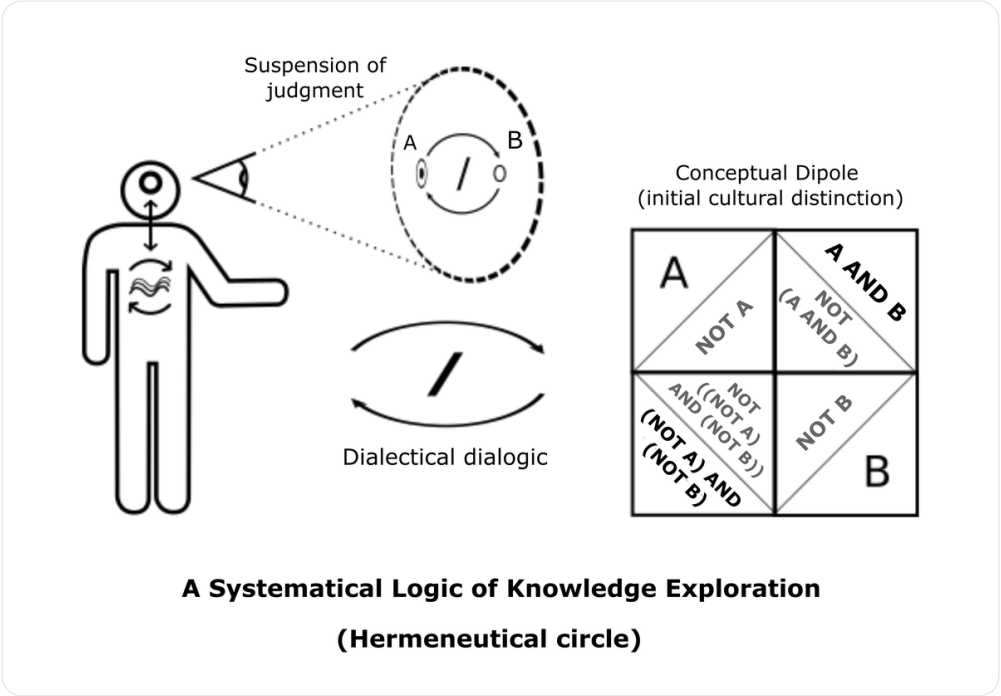 Suspension of
judgment
A
B
Conceptual Dipole
(initial cultural distinction)
A
NOT A
A AND B
NOT
(A AND B)
NOT
((NOT A)
AND (NOT B))
(NOT A) AND
(NOT B)
NOT B
B
/
/
Dialectical dialogic
A Systematical Logic of Knowledge Exploration
(Hermeneutical circle)